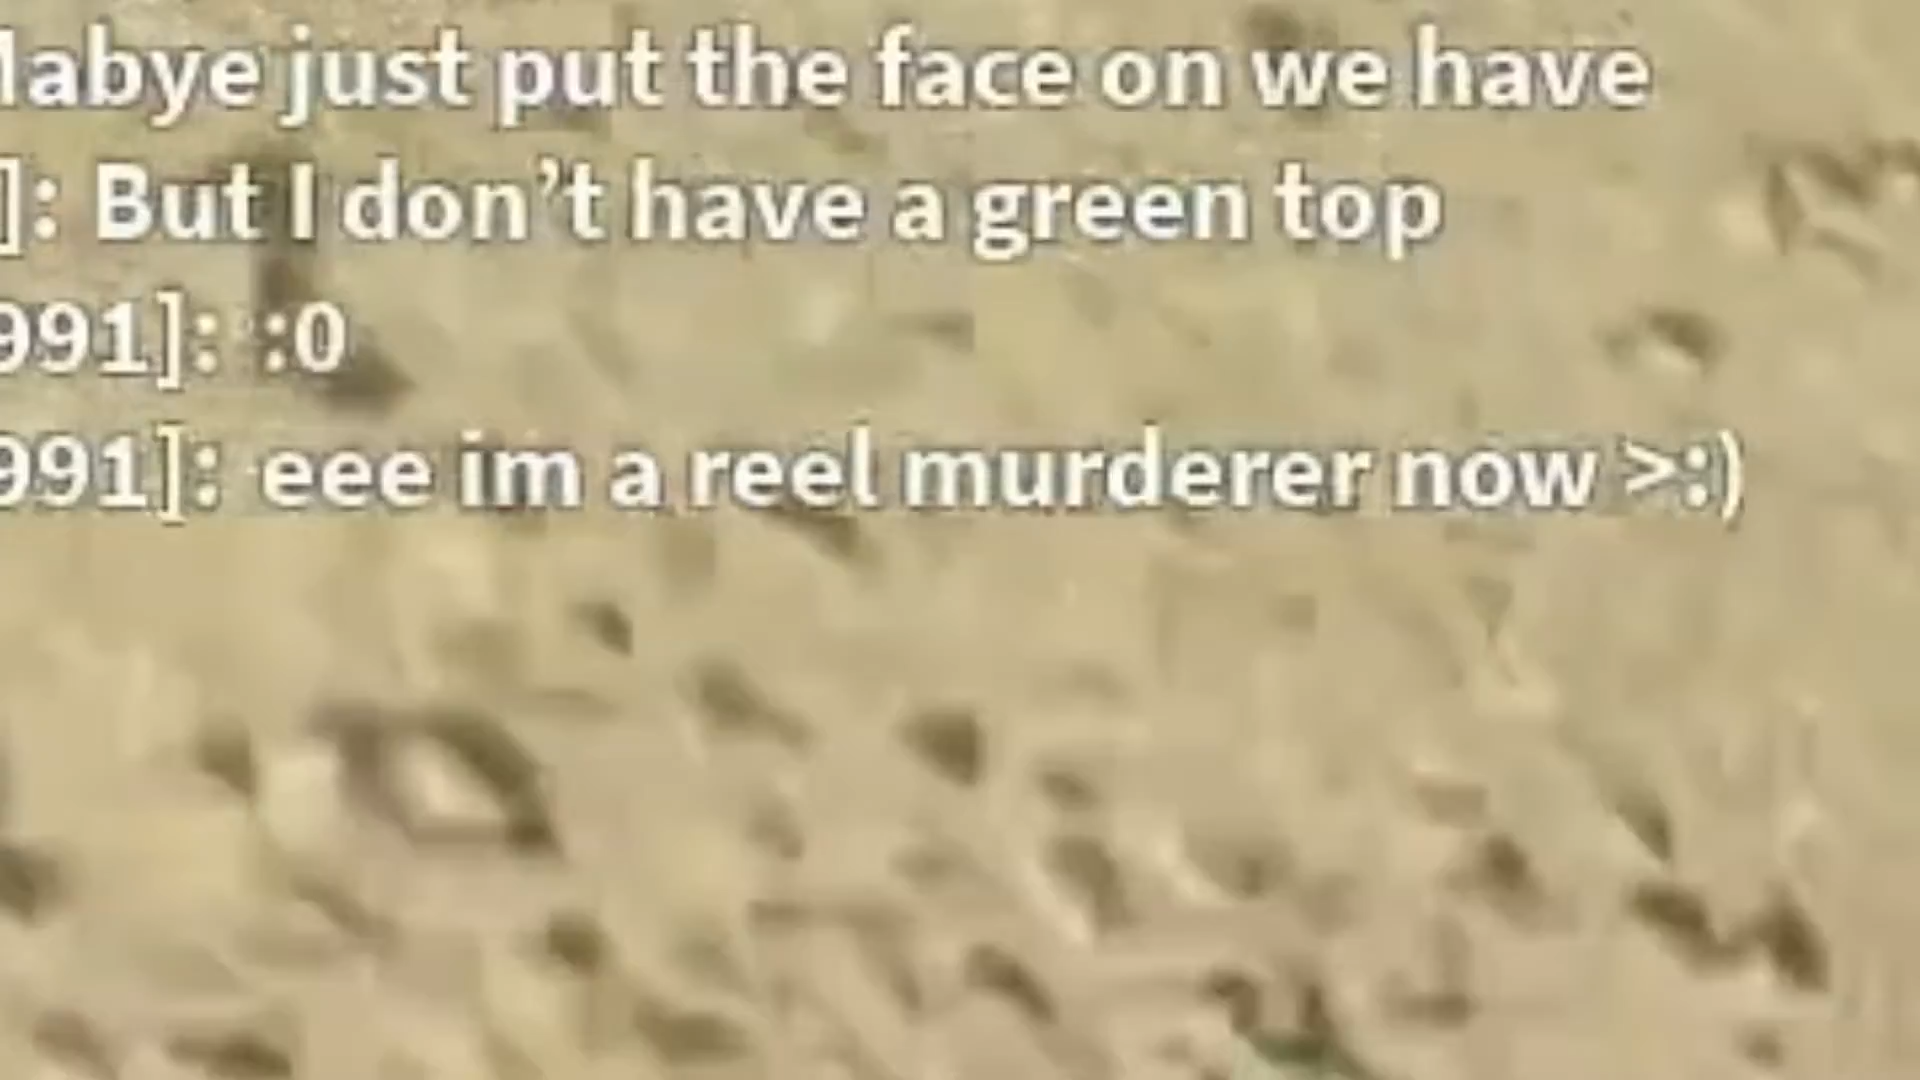 Mabye just put the face on we have
]: But I don’t have a green top
991]: :0
991]: eee im a reel murderer now >:)